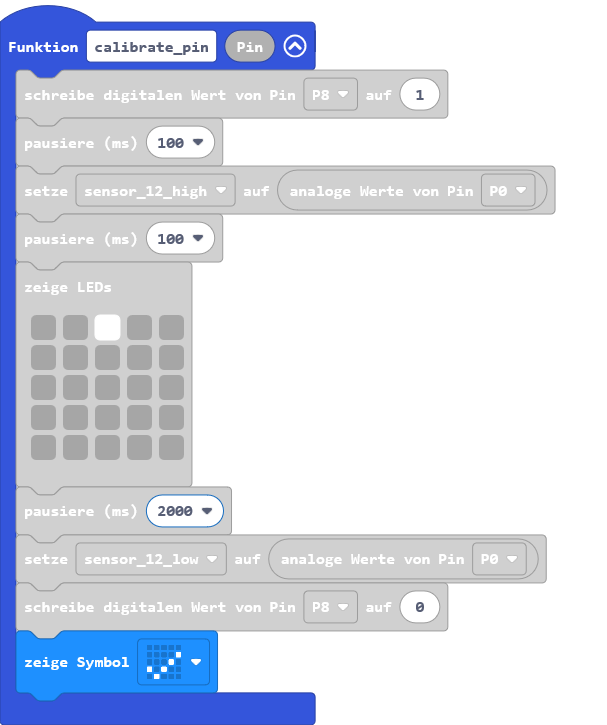 Funktion calibrate_pin Pin
schreibe digitalen Wert von Pin P8 auf 1
pausiere (ms) 100
setze sensor_12_high auf analoge Werte von Pin P0
pausiere (ms) 100
zeige LEDs
pausiere (ms) 2000
setze sensor_12_low auf analoge Werte von Pin P0
schreibe digitalen Wert von Pin P8 auf 0
zeige Symbol